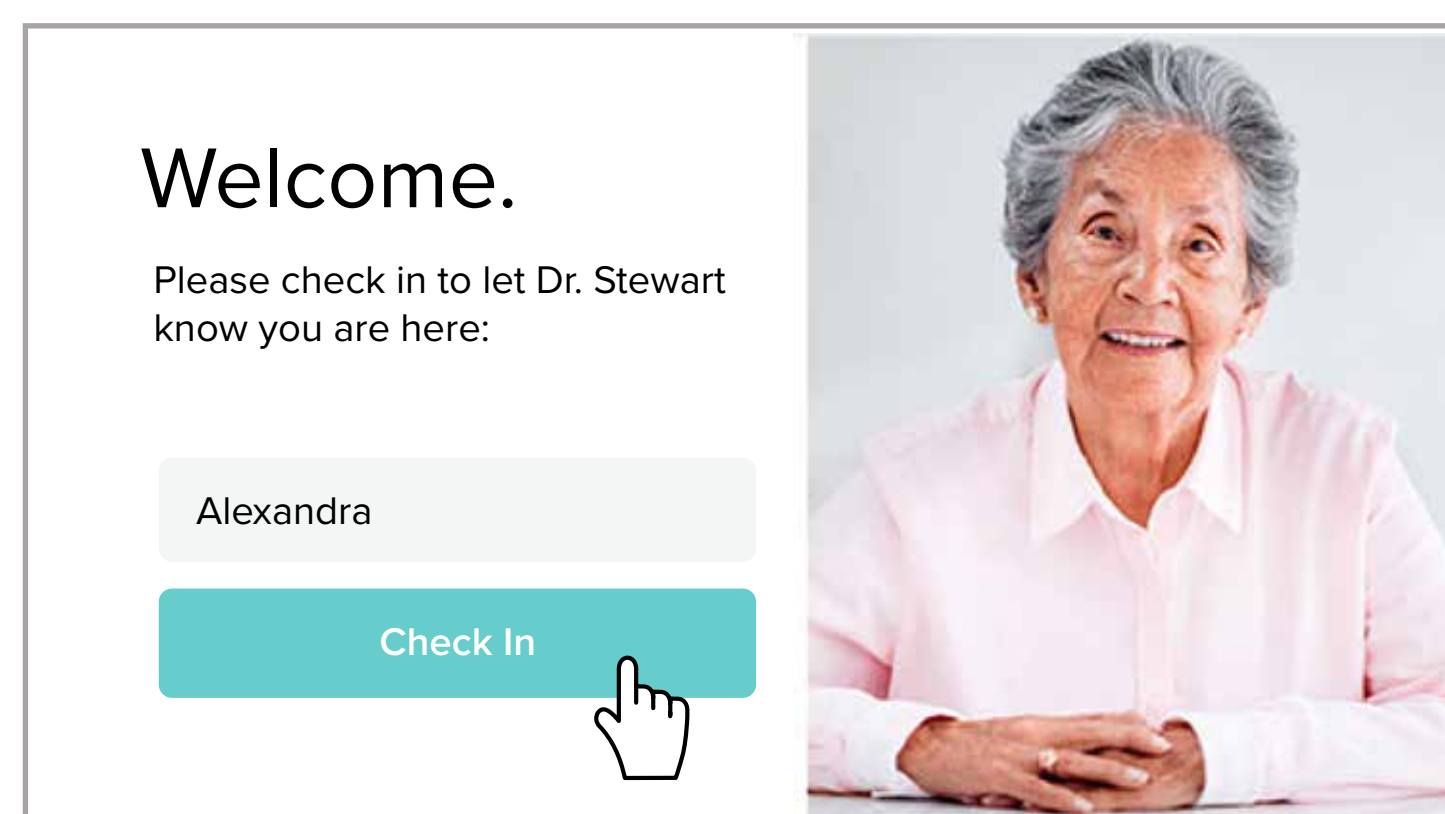 Welcome.
Please check in to let Dr. Stewart
know you are here:
Alexandra
Check In